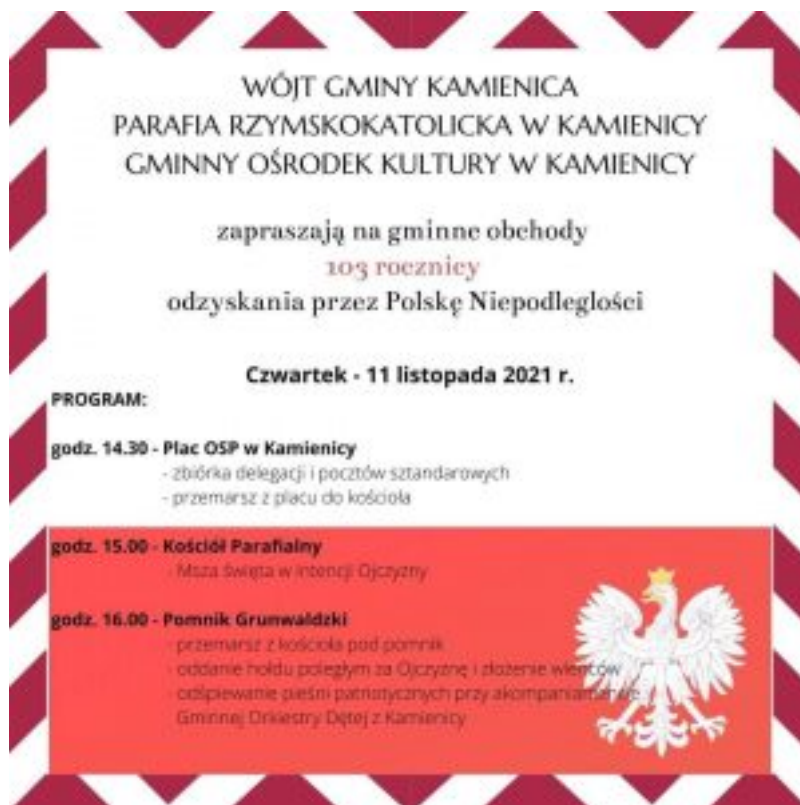 WÓJT GMINY KAMIENICA
PARAFIA RZYMSKOKATOLICKA W KAMIENICY
GMINNY OŚRODEK KULTURY W KAMIENICY
zapraszają na gminne obchody
103 rocznicy
odzyskania przez Polskę Niepodległości
Czwartek - 11 listopada 2021 r.
PROGRAM:
godz. 14.30 - Plac OSP w Kamienicy
- zbiórka delegacji i pocztów sztandarowych
- przemarsz z placu do kościoła
godz. 15.00 - Kościół Parafialny
- Msza święta w intencji Ojczyzny
godz. 16.00 - Pomnik Grunwaldzki
- przemarsz z kościoła pod pomnik
- oddanie hołdu poległym za Ojczyznę i złożenie wieńców
- odśpiewanie pieśni patriotycznych przy akompaniamencie
Gminnej Orkiestry Dętej z Kamienicy